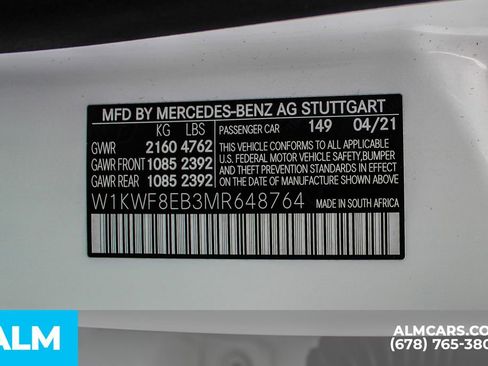 MFD BY MERCEDES-BENZ AG STUTTGART
KG LBS PASSENGER CAR 149 04/21
GWR 2160 4762 THIS VEHICLE CONFORMS TO ALL APPLICABLE
GAWR FRONT 1085 2392 U.S. FEDERAL MOTOR VEHICLE SAFETY, BUMPER
GAWR REAR 1085 2392 AND THEFT PREVENTION STANDARDS IN EFFECT
ON THE DATE OF MANUFACTURE SHOWN ABOVE.
W1KWF8EB3MR648764
MADE IN SOUTH AFRICA
ALM
ALMCARS.CO
(678) 765-380